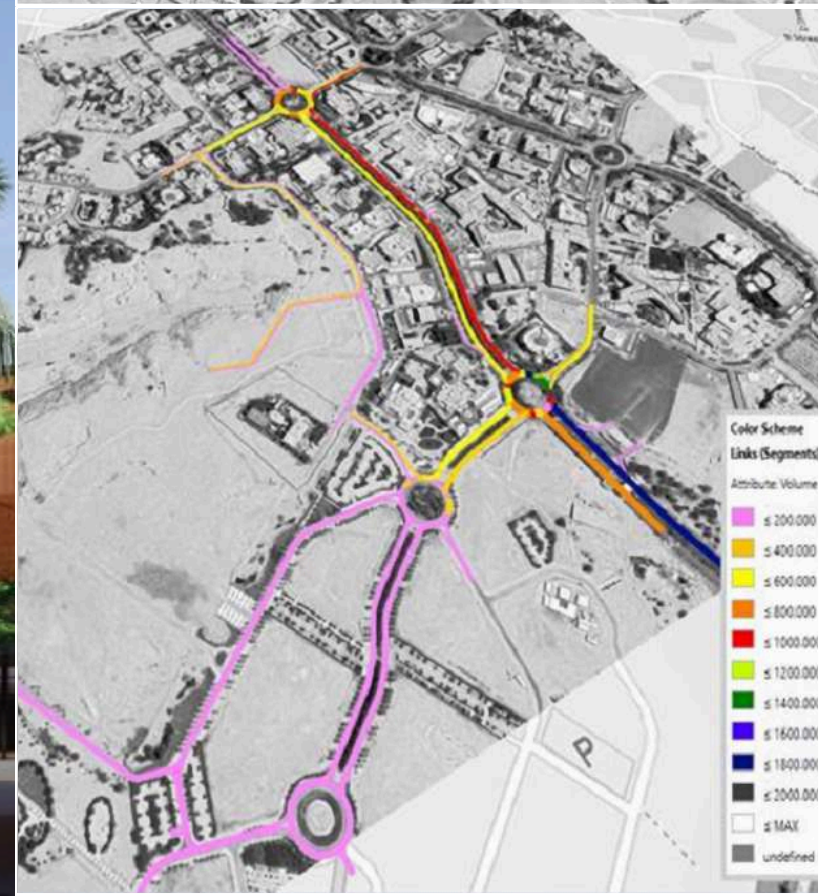 Color Scheme
Links (Segments)
Attribute: Volume
≤ 200.000
≤ 400.000
≤ 600.000
≤ 800.000
≤ 1000.000
≤ 1200.000
≤ 1400.000
≤ 1600.000
≤ 1800.000
≤ 2000.000
≤ MAX
undefined
P